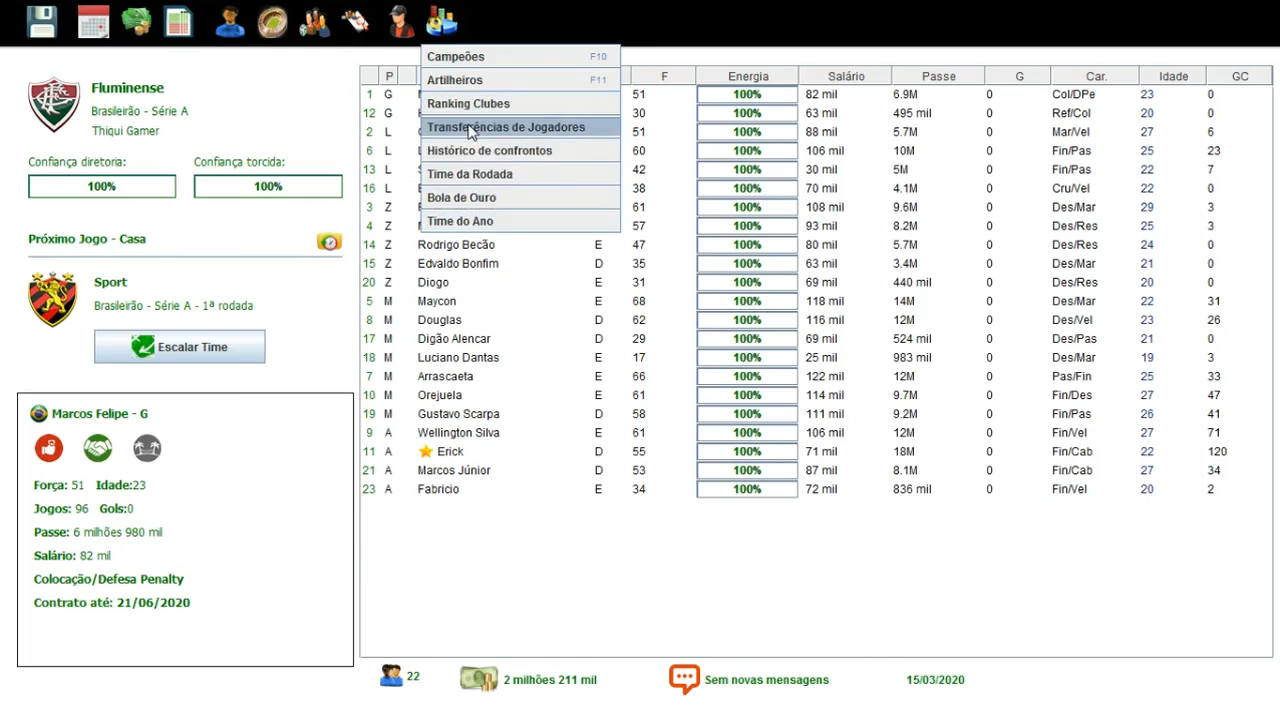 Campeões F10
Artilheiros F11
Ranking Clubes
Transferências de Jogadores
Histórico de confrontos
Time da Rodada
Bola de Ouro
Time do Ano
Fluminense
Brasileirão - Série A
Thiqui Gamer
Confiança diretoria: Confiança torcida:
100% 100%
Próximo Jogo - Casa
Sport
Brasileirão - Série A - 1ª rodada
Escalar Time
Marcos Felipe - G
Força: 51 Idade:23
Jogos: 96 Gols:0
Passe: 6 milhões 980 mil
Salário: 82 mil
Colocação/Defesa Penalty
Contrato até: 21/06/2020
P F Energia Salário Passe G Car. Idade GC
1 G 51 100% 82 mil 6.9M 0 Col/DPe 23 0
12 G 30 100% 63 mil 495 mil 0 Ref/Col 20 0
2 L 51 100% 88 mil 5.7M 0 Mar/Vel 27 6
6 L 60 100% 106 mil 10M 0 Fin/Pas 25 23
13 L 42 100% 30 mil 5M 0 Fin/Pas 22 7
16 L 38 100% 70 mil 4.1M 0 Cru/Vel 22 0
3 Z 61 100% 108 mil 9.6M 0 Des/Mar 29 3
4 Z 57 100% 93 mil 8.2M 0 Des/Res 25 3
14 Z Rodrigo Becão E 47 100% 80 mil 5.7M 0 Des/Res 24 0
15 Z Edvaldo Bonfim D 35 100% 63 mil 3.4M 0 Des/Mar 21 0
20 Z Diogo E 31 100% 69 mil 440 mil 0 Des/Res 20 0
5 M Maycon E 68 100% 118 mil 14M 0 Des/Mar 22 31
8 M Douglas D 62 100% 116 mil 12M 0 Des/Vel 23 26
17 M Digão Alencar D 29 100% 69 mil 524 mil 0 Des/Pas 21 0
18 M Luciano Dantas E 17 100% 25 mil 983 mil 0 Des/Mar 19 3
7 M Arrascaeta E 66 100% 122 mil 12M 0 Pas/Fin 22 33
10 M Orejuela E 61 100% 114 mil 9.7M 0 Fin/Des 27 47
19 M Gustavo Scarpa D 58 100% 111 mil 9.2M 0 Fin/Pas 26 41
9 A Wellington Silva E 61 100% 106 mil 12M 0 Fin/Vel 27 71
11 A Erick D 55 100% 71 mil 18M 0 Fin/Cab 22 120
21 A Marcos Júnior D 53 100% 87 mil 8.1M 0 Fin/Cab 27 34
23 A Fabricio E 34 100% 72 mil 836 mil 0 Fin/Vel 20 2
22 2 milhões 211 mil Sem novas mensagens 15/03/2020